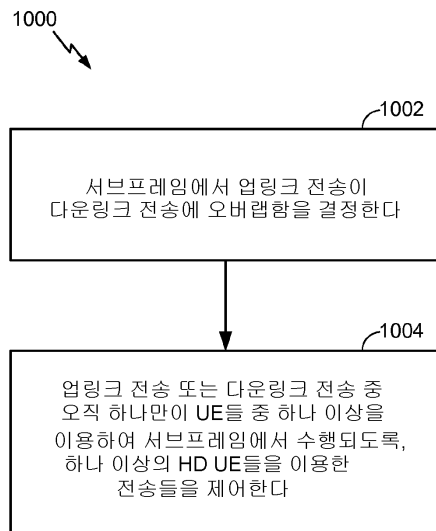 1000
1002
서브프레임에서 업링크 전송이
다운링크 전송에 오버랩함을 결정한다
1004
업링크 전송 또는 다운링크 전송 중
오직 하나만이 UE들 중 하나 이상을
이용하여 서브프레임에서 수행되도록,
하나 이상의 HD UE들을 이용한
전송들을 제어한다